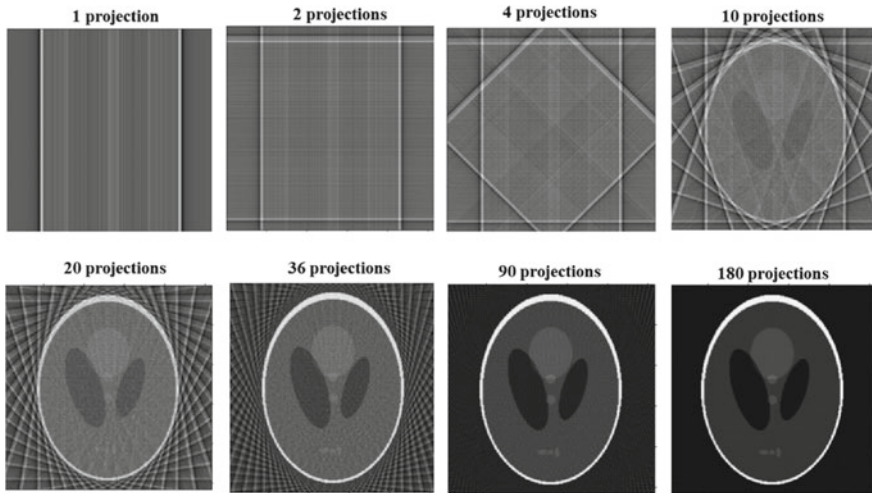 1 projection
2 projections
4 projections
10 projections
20 projections
36 projections
90 projections
180 projections